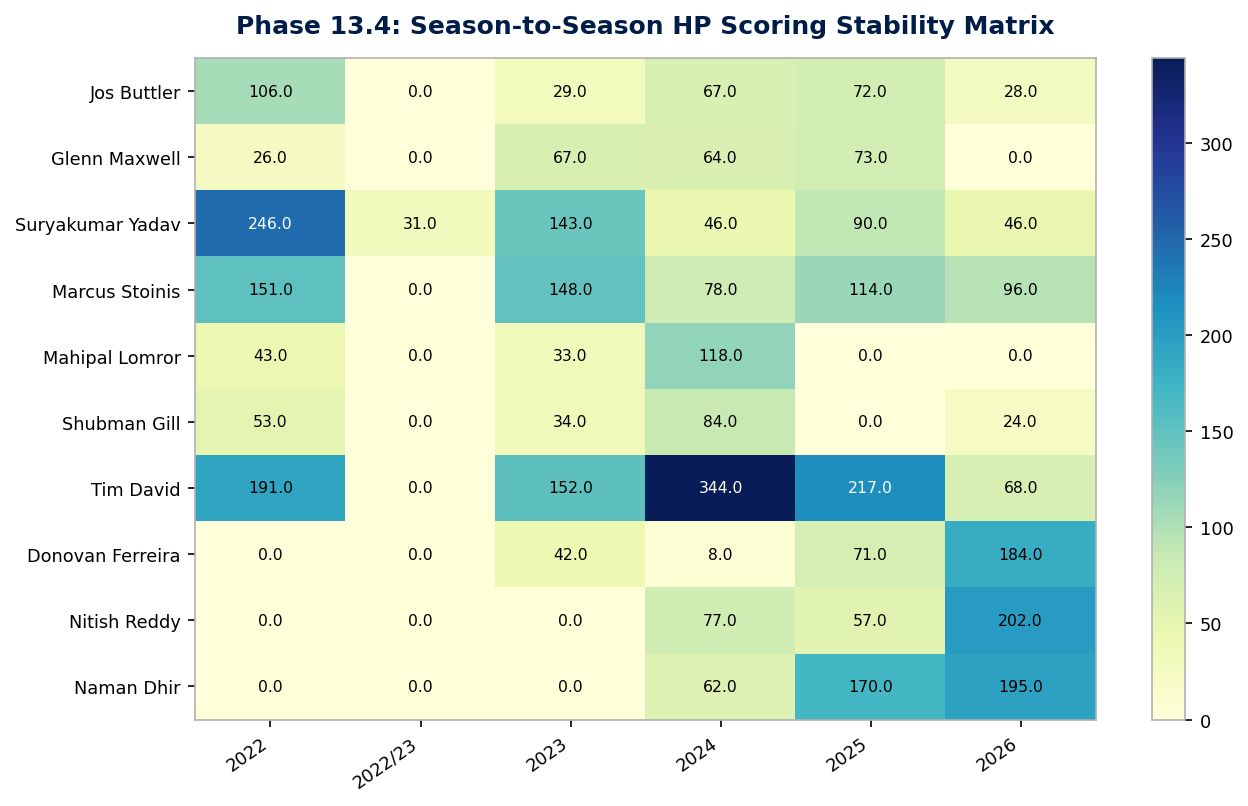 Phase 13.4: Season-to-Season HP Scoring Stability Matrix
Jos Buttler 106.0 0.0 29.0 67.0 72.0 28.0
Glenn Maxwell 26.0 0.0 67.0 64.0 73.0 0.0
Suryakumar Yadav 246.0 31.0 143.0 46.0 90.0 46.0
Marcus Stoinis 151.0 0.0 148.0 78.0 114.0 96.0
Mahipal Lomror 43.0 0.0 33.0 118.0 0.0 0.0
Shubman Gill 53.0 0.0 34.0 84.0 0.0 24.0
Tim David 191.0 0.0 152.0 344.0 217.0 68.0
Donovan Ferreira 0.0 0.0 42.0 8.0 71.0 184.0
Nitish Reddy 0.0 0.0 0.0 77.0 57.0 202.0
Naman Dhir 0.0 0.0 0.0 62.0 170.0 195.0
2022 2022/23 2023 2024 2025 2026
300
250
200
150
100
50
0